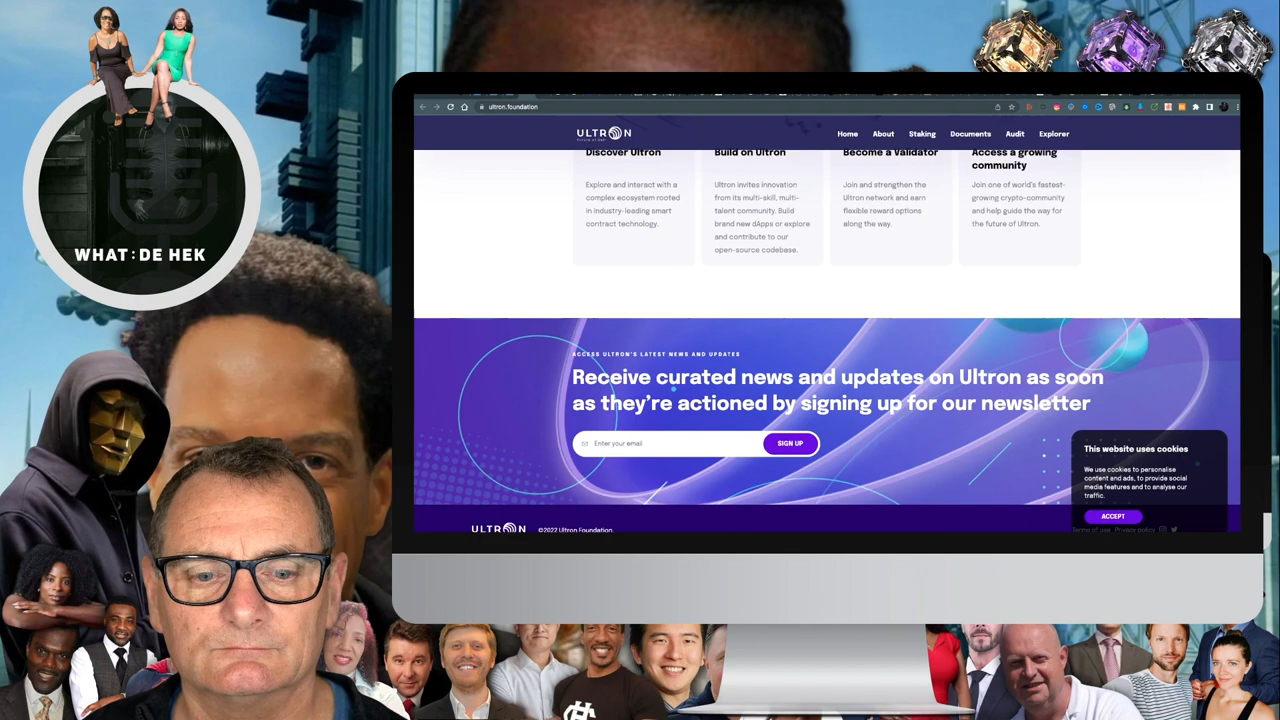 WHAT:DE HEK
ultron.foundation
ULTRON
Home
About
Staking
Documents
Audit
Explorer
Discover Ultron
Explore and interact with a
complex ecosystem rooted
in industry-leading smart
contract technology.
Build on Ultron
Ultron invites innovation
from its multi-skill, multi-
talent community. Build
brand new dApps or explore
and contribute to our
open-source codebase.
Become a Validator
Join and strengthen the
Ultron network and earn
flexible reward options
along the way.
Access a growing
community
Join one of world's fastest-
growing crypto-community
and help guide the way for
the future of Ultron.
ACCESS ULTRON'S LATEST NEWS AND UPDATES
Receive curated news and updates on Ultron as soon
as they're actioned by signing up for our newsletter
Enter your email
SIGN UP
This website uses cookies
We use cookies to personalise
content and ads, to provide social
media features and to analyse our
traffic.
ACCEPT
ULTRON
©2022 Ultron Foundation.
Terms of use
Privacy policy